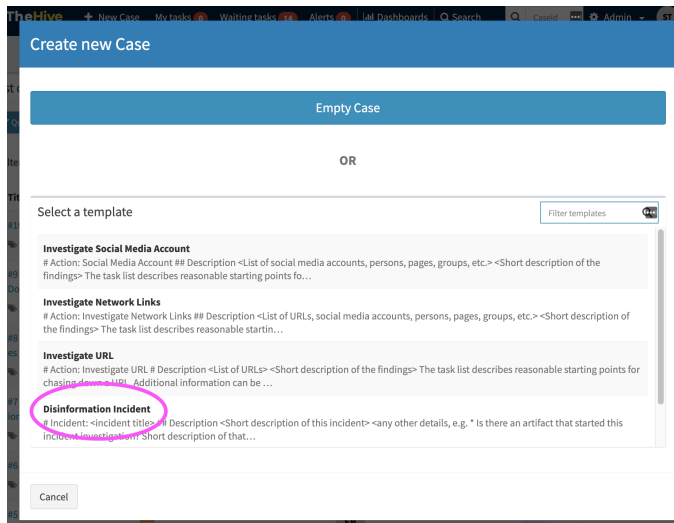 TheHive + New Case My tasks 0 Waiting tasks 14 Alerts 0 Dashboards Q Search CaseId Admin ST
Create new Case
Empty Case
OR
Select a template
Filter templates
Investigate Social Media Account
# Action: Social Media Account ## Description <List of social media accounts, persons, pages, groups, etc.> <Short description of the
findings> The task list describes reasonable starting points fo…
Investigate Network Links
# Action: Investigate Network Links ## Description <List of URLs, social media accounts, persons, pages, groups, etc.> <Short description of
the findings> The task list describes reasonable startin…
Investigate URL
# Action: Investigate URL # Description <List of URLs> <Short description of the findings> The task list describes reasonable starting points for
chasing down a URL. Additional information can be …
Disinformation Incident
# Incident: <incident title> ## Description <Short description of this incident> <any other details, e.g. * Is there an artifact that started this
incident investigation? Short description of that…
Cancel
#9
#8
#7
#6
#5